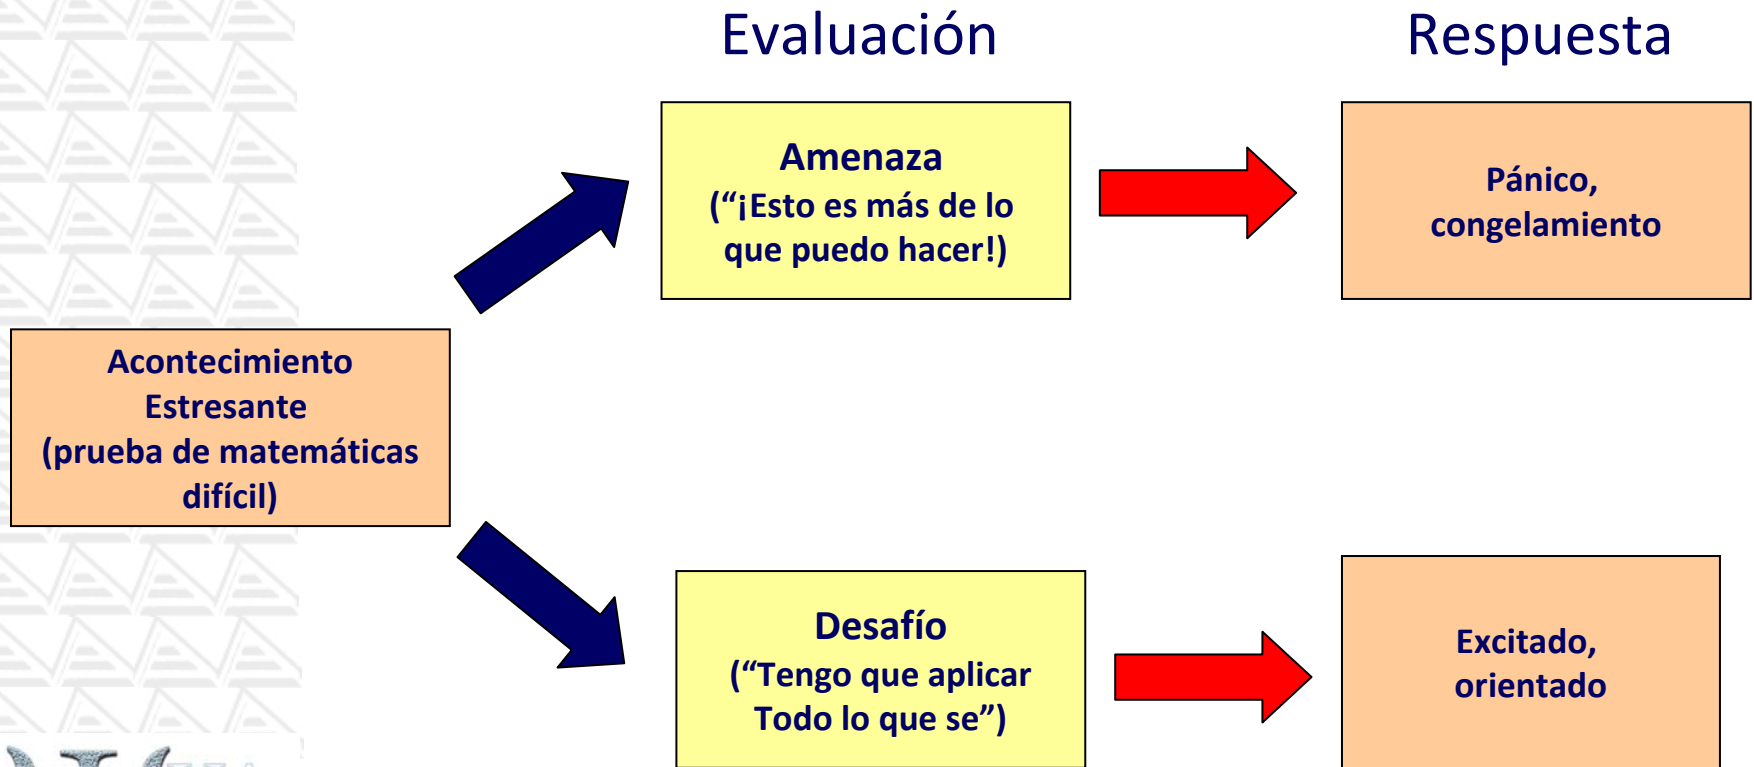 Evaluación
Respuesta
Amenaza
(“¡Esto es más de lo
que puedo hacer!)
Pánico,
congelamiento
Acontecimiento
Estresante
(prueba de matemáticas
difícil)
Desafío
(“Tengo que aplicar
Todo lo que se”)
Excitado,
orientado